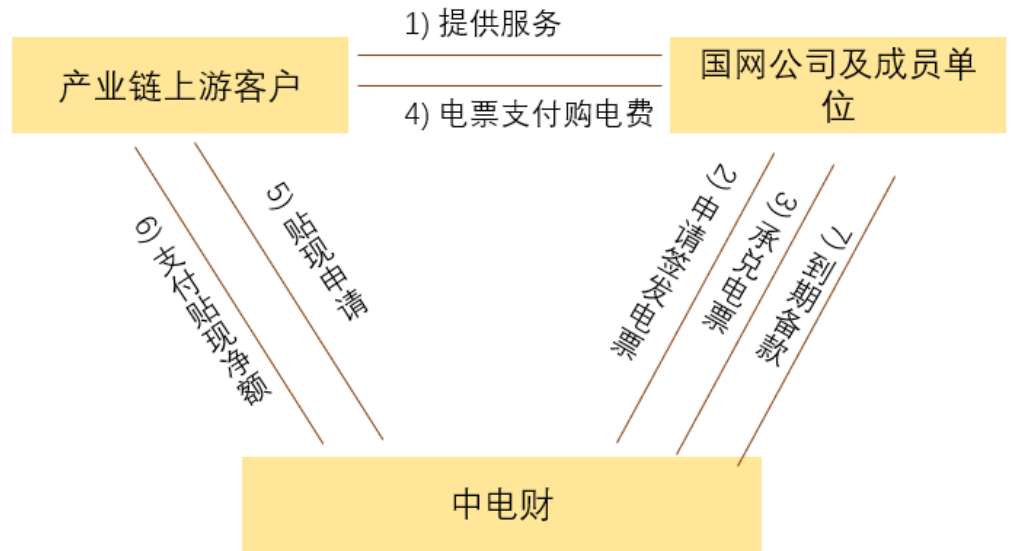 1) 提供服务
产业链上游客户
国网公司及成员单
位
4) 电票支付购电费
2) 申请签发电票
3) 承兑电票
7) 到期备款
5) 贴现申请
6) 支付贴现净额
中电财